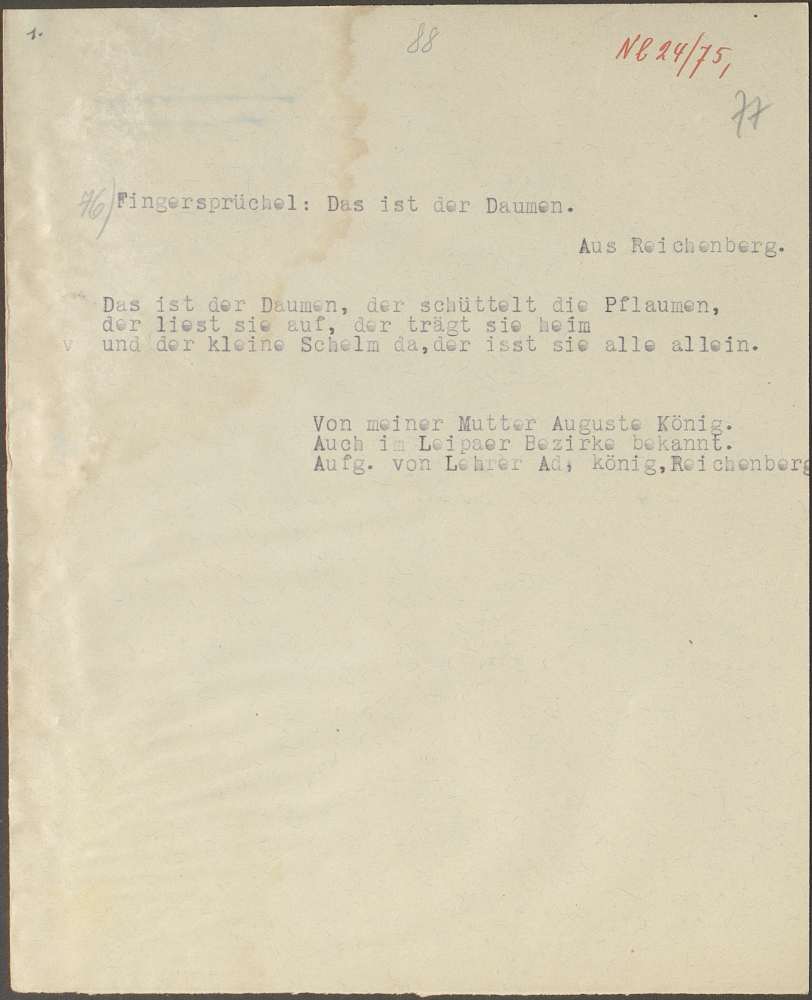 1.
88
Nl 24/75,
77
76) Fingersprüchel: Das ist der Daumen.
Aus Reichenberg.
Das ist der Daumen, der schüttelt die Pflaumen,
der liest sie auf, der trägt sie heim
v und der kleine Schelm da,der isst sie alle allein.
Von meiner Mutter Auguste König.
Auch im Leipaer Bezirke bekannt.
Aufg. von Lehrer Ad, könig,Reichenberg